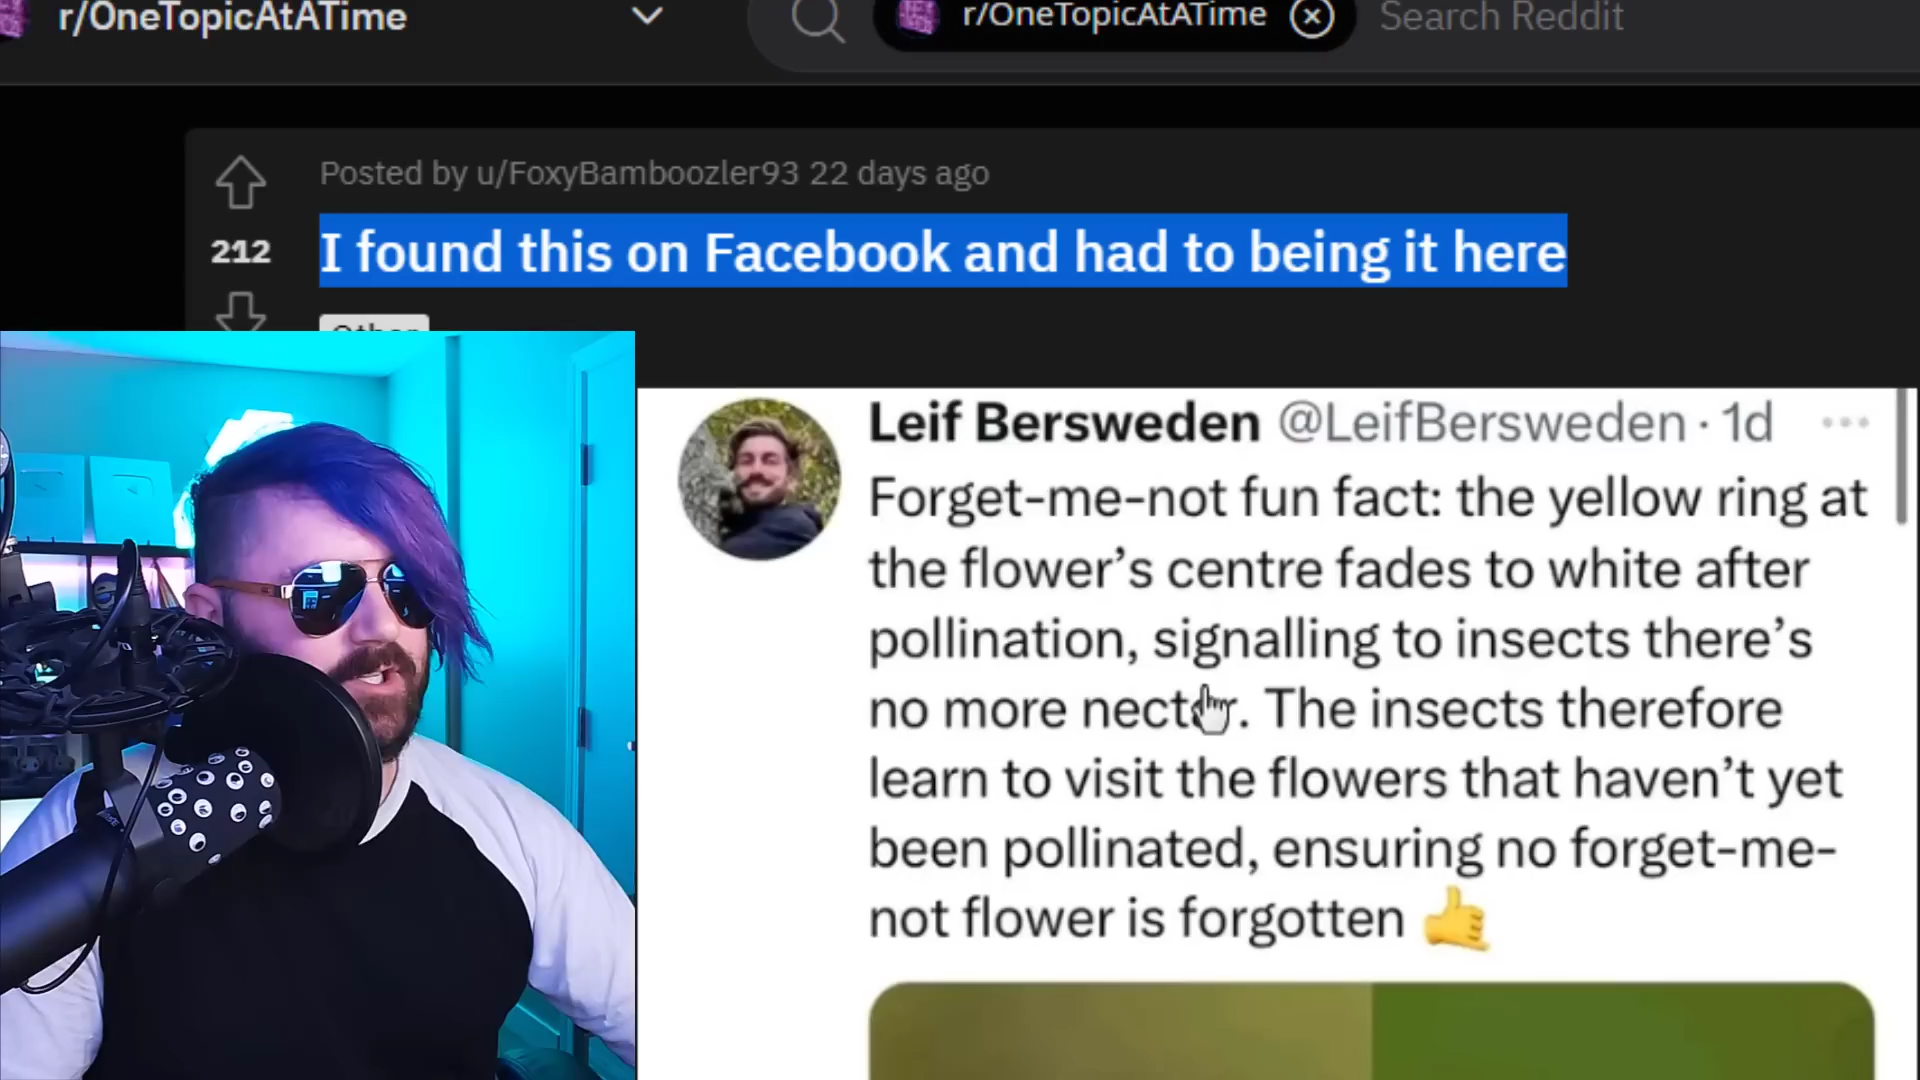 r/OneTopicAtATime
r/OneTopicAtATime Search Reddit
Posted by u/FoxyBamboozler93 22 days ago
212
I found this on Facebook and had to being it here
Other
Leif Bersweden @LeifBersweden · 1d
Forget-me-not fun fact: the yellow ring at
the flower’s centre fades to white after
pollination, signalling to insects there’s
no more nectar. The insects therefore
learn to visit the flowers that haven’t yet
been pollinated, ensuring no forget-me-
not flower is forgotten 🤙